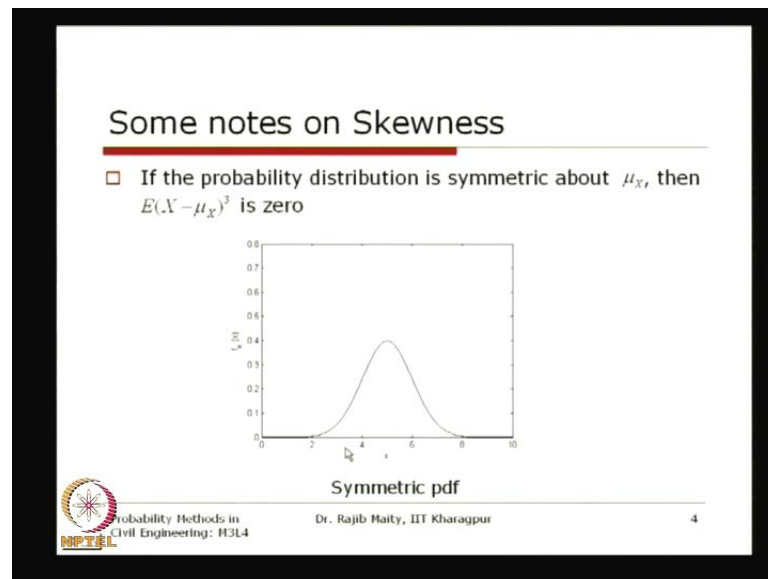 Some notes on Skewness
If the probability distribution is symmetric about μX, then
E(X − μX)³ is zero
0.8
0.7
0.6
0.5
0.4
0.3
0.2
0.1
0
fX(x)
0 2 4 6 8 10
x
Symmetric pdf
Probability Methods in
Civil Engineering: M3L4
Dr. Rajib Maity, IIT Kharagpur
4
NPTEL